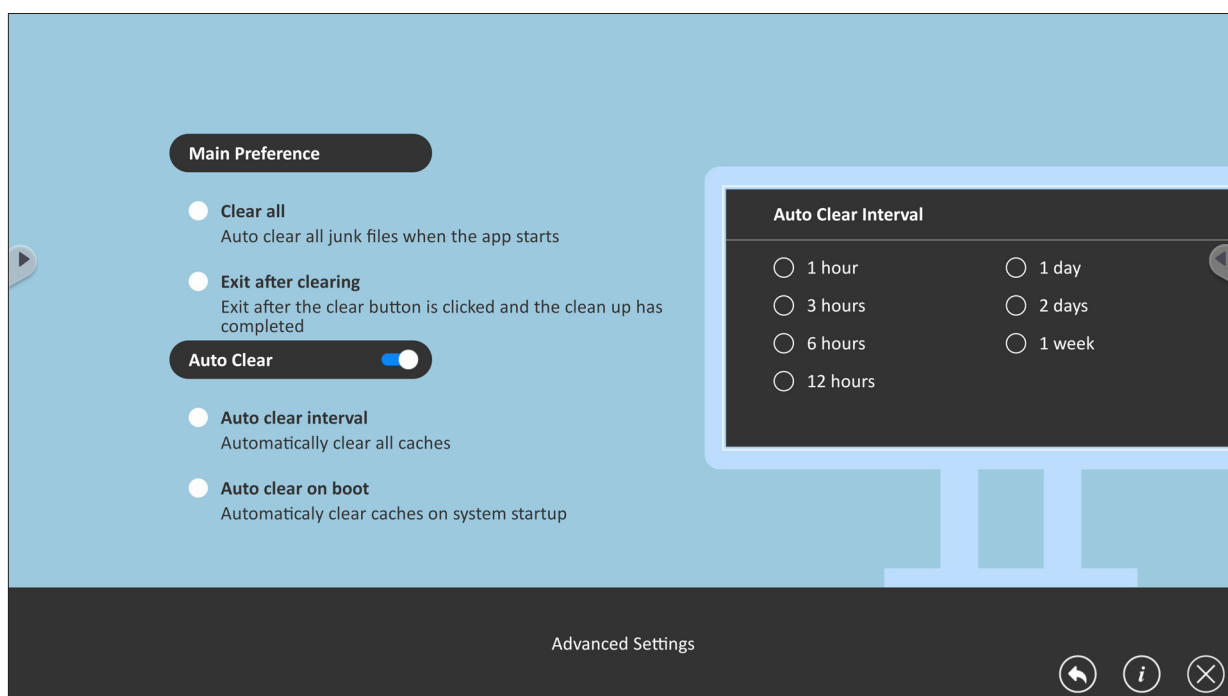 Main Preference
Clear all
Auto clear all junk files when the app starts
Exit after clearing
Exit after the clear button is clicked and the clean up has
completed
Auto Clear
Auto clear interval
Automatically clear all caches
Auto clear on boot
Automaticaly clear caches on system startup
Auto Clear Interval
1 hour
3 hours
6 hours
12 hours
1 day
2 days
1 week
Advanced Settings
i